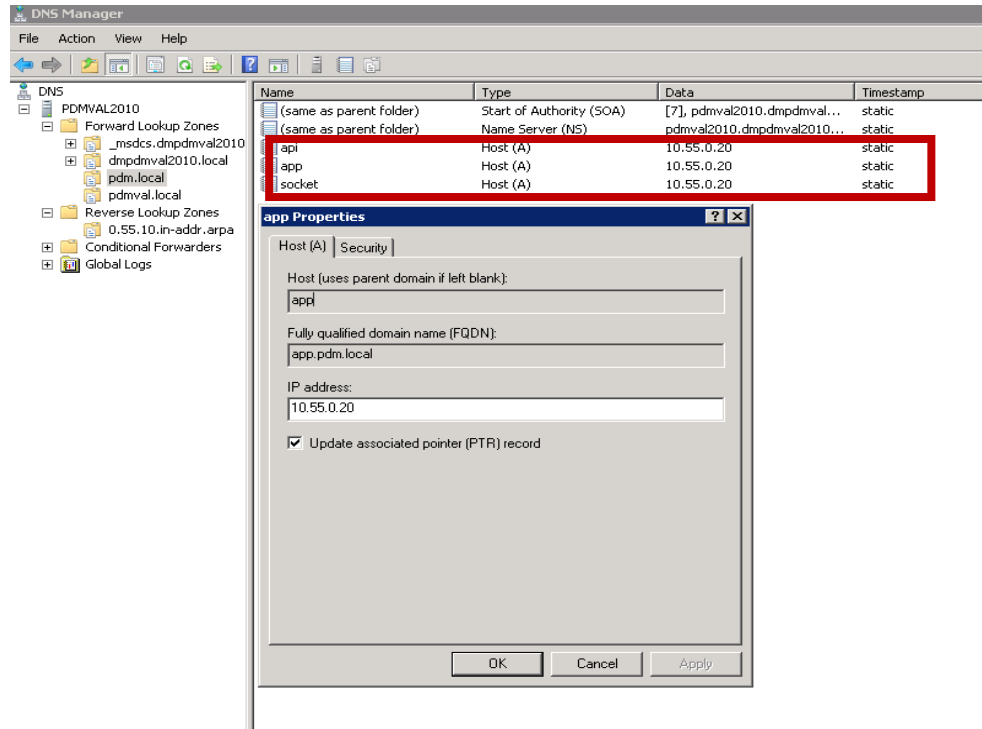 DNS Manager
File Action View Help
DNS
PDMVAL2010
Forward Lookup Zones
_msdcs.dmpdmval2010
dmpdmval2010.local
pdm.local
pdmval.local
Reverse Lookup Zones
0.55.10.in-addr.arpa
Conditional Forwarders
Global Logs
Name Type Data Timestamp
(same as parent folder) Start of Authority (SOA) [7], pdmval2010.dmpdmval... static
(same as parent folder) Name Server (NS) pdmval2010.dmpdmval2010... static
api Host (A) 10.55.0.20 static
app Host (A) 10.55.0.20 static
socket Host (A) 10.55.0.20 static
app Properties
Host (A) Security
Host (uses parent domain if left blank):
app
Fully qualified domain name (FQDN):
app.pdm.local
IP address:
10.55.0.20
Update associated pointer (PTR) record
OK Cancel Apply